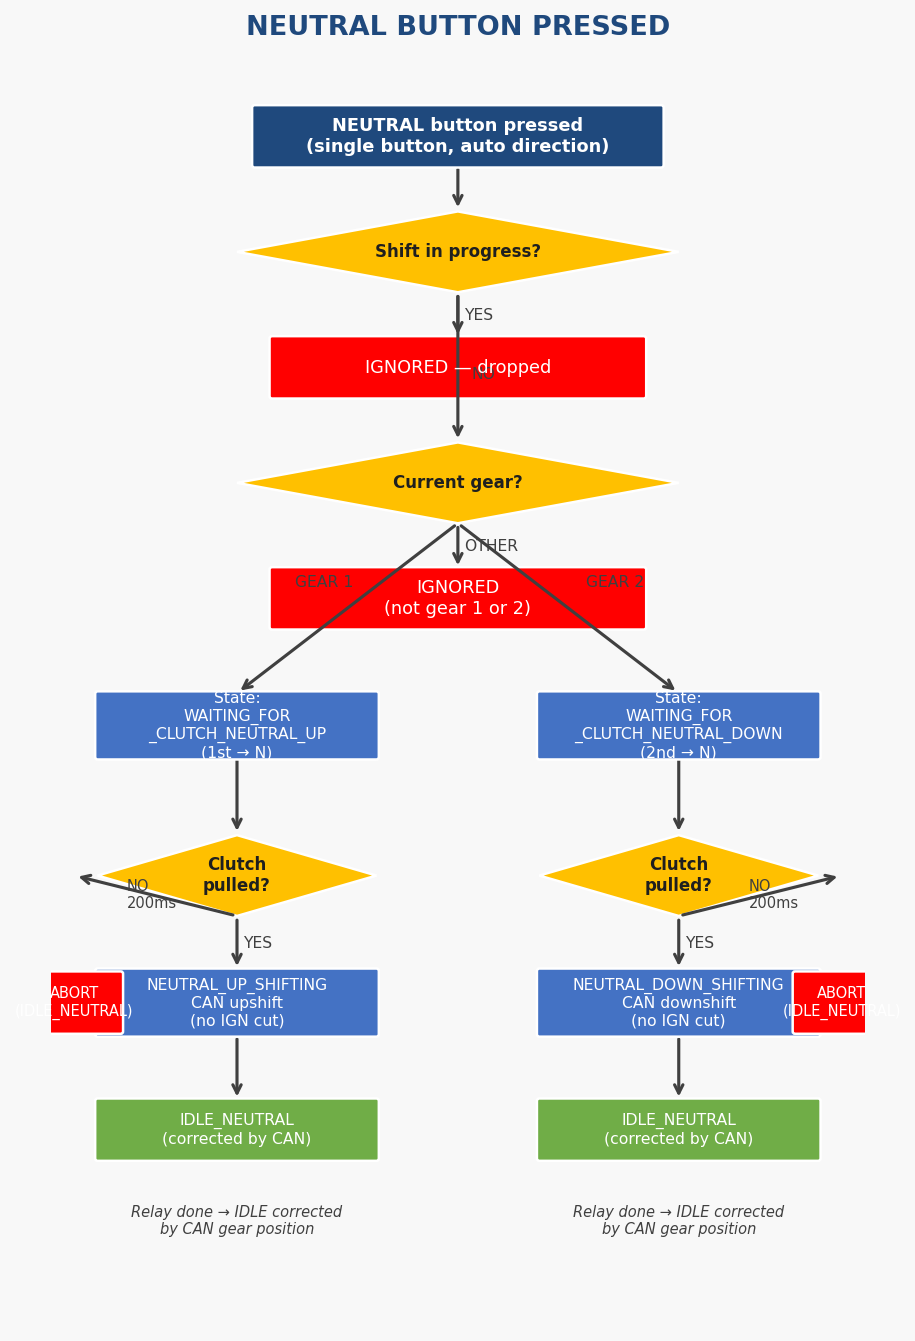 NEUTRAL BUTTON PRESSED
NEUTRAL button pressed
(single button, auto direction)
Shift in progress?
YES
IGNORED — dropped
NO
Current gear?
OTHER
GEAR 1
GEAR 2
IGNORED
(not gear 1 or 2)
State:
WAITING_FOR
_CLUTCH_NEUTRAL_UP
(1st → N)
State:
WAITING_FOR
_CLUTCH_NEUTRAL_DOWN
(2nd → N)
Clutch
pulled?
NO
200ms
Clutch
pulled?
NO
200ms
YES
YES
ABORT
(IDLE_NEUTRAL)
NEUTRAL_UP_SHIFTING
CAN upshift
(no IGN cut)
NEUTRAL_DOWN_SHIFTING
CAN downshift
(no IGN cut)
ABORT
(IDLE_NEUTRAL)
IDLE_NEUTRAL
(corrected by CAN)
IDLE_NEUTRAL
(corrected by CAN)
Relay done → IDLE corrected
by CAN gear position
Relay done → IDLE corrected
by CAN gear position